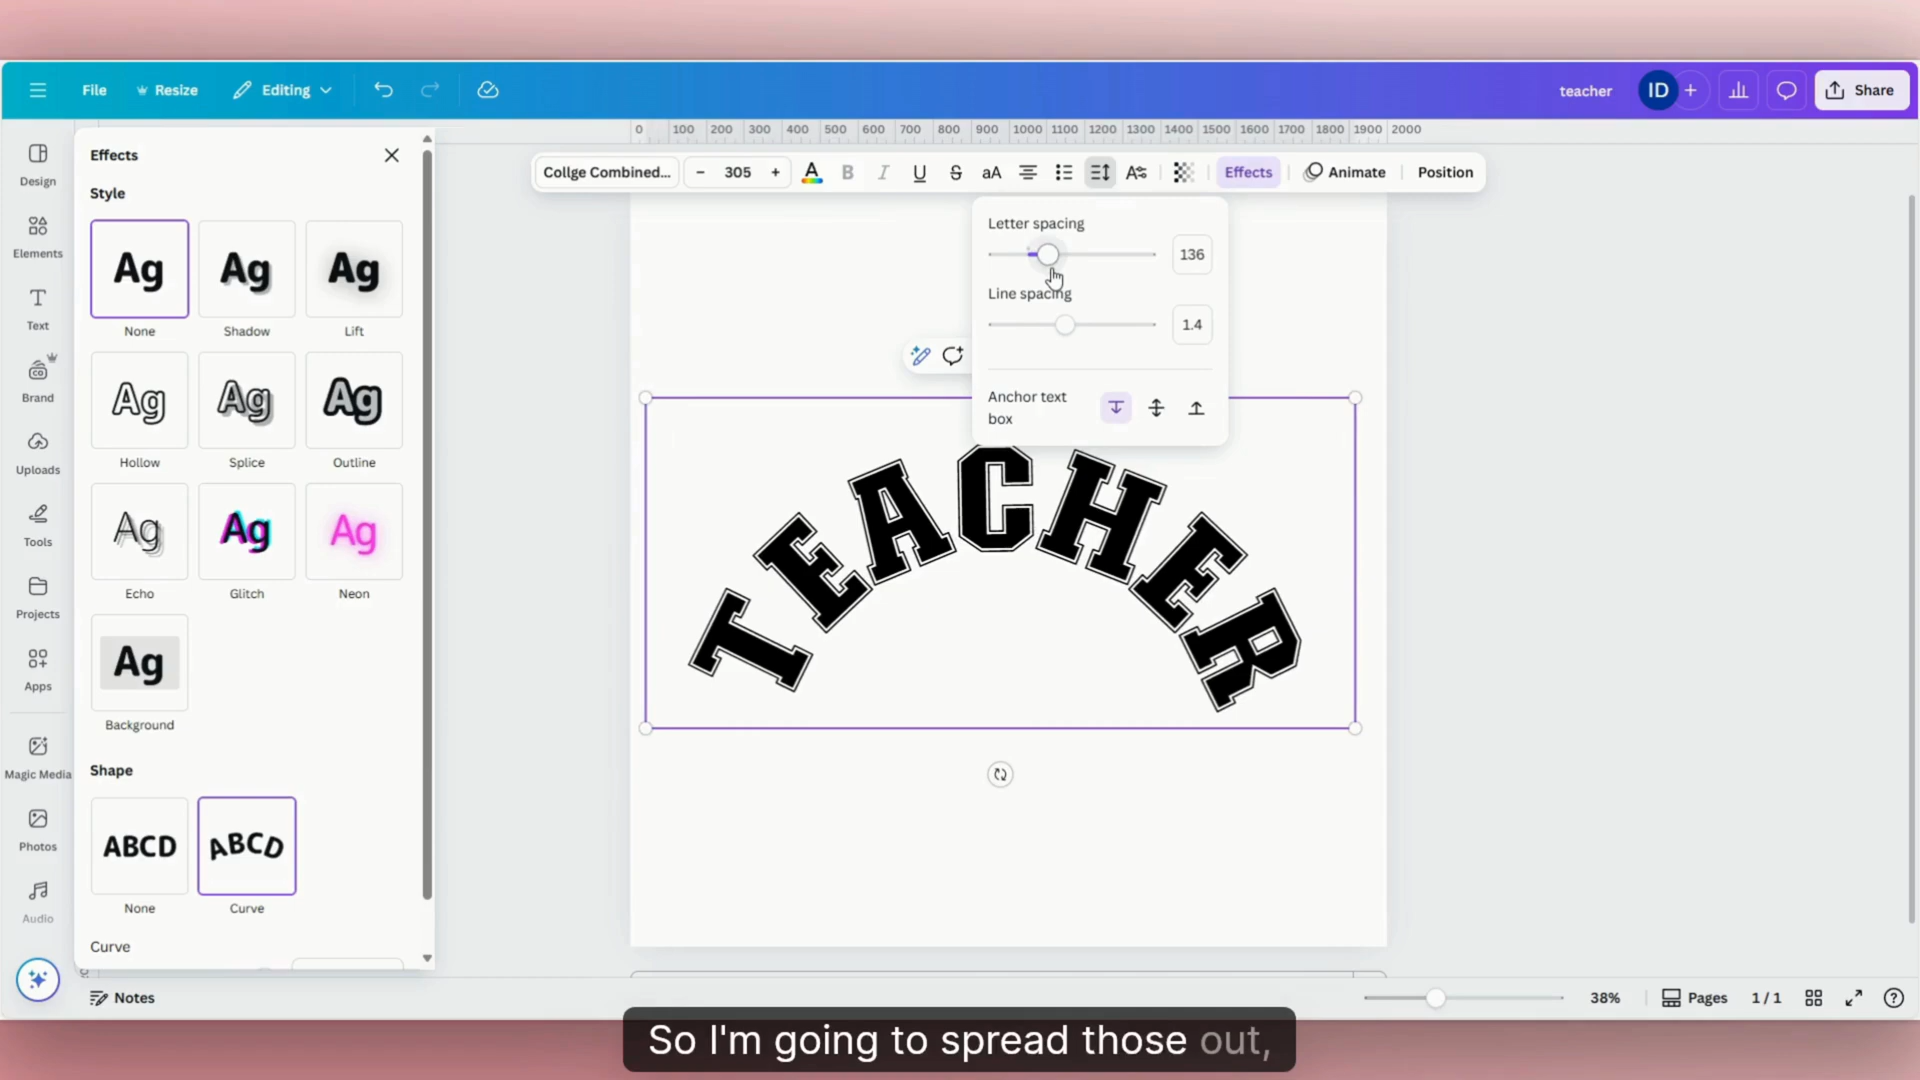 File Resize Editing teacher ID + Share
0 100 200 300 400 500 600 700 800 900 1000 1100 1200 1300 1400 1500 1600 1700 1800 1900 2000
Collge Combined... − 305 + A B I U S aA Effects Animate Position
Design
Elements
Text
Brand
Uploads
Tools
Projects
Apps
Magic Media
Photos
Audio
Effects
Style
Ag Ag Ag
None Shadow Lift
Ag Ag Ag
Hollow Splice Outline
Ag Ag Ag
Echo Glitch Neon
Ag
Background
Shape
ABCD ABCD
None Curve
Curve
Letter spacing
136
Line spacing
1.4
Anchor text
box
TEACHER
Notes 38% Pages 1 / 1
So I'm going to spread those out,